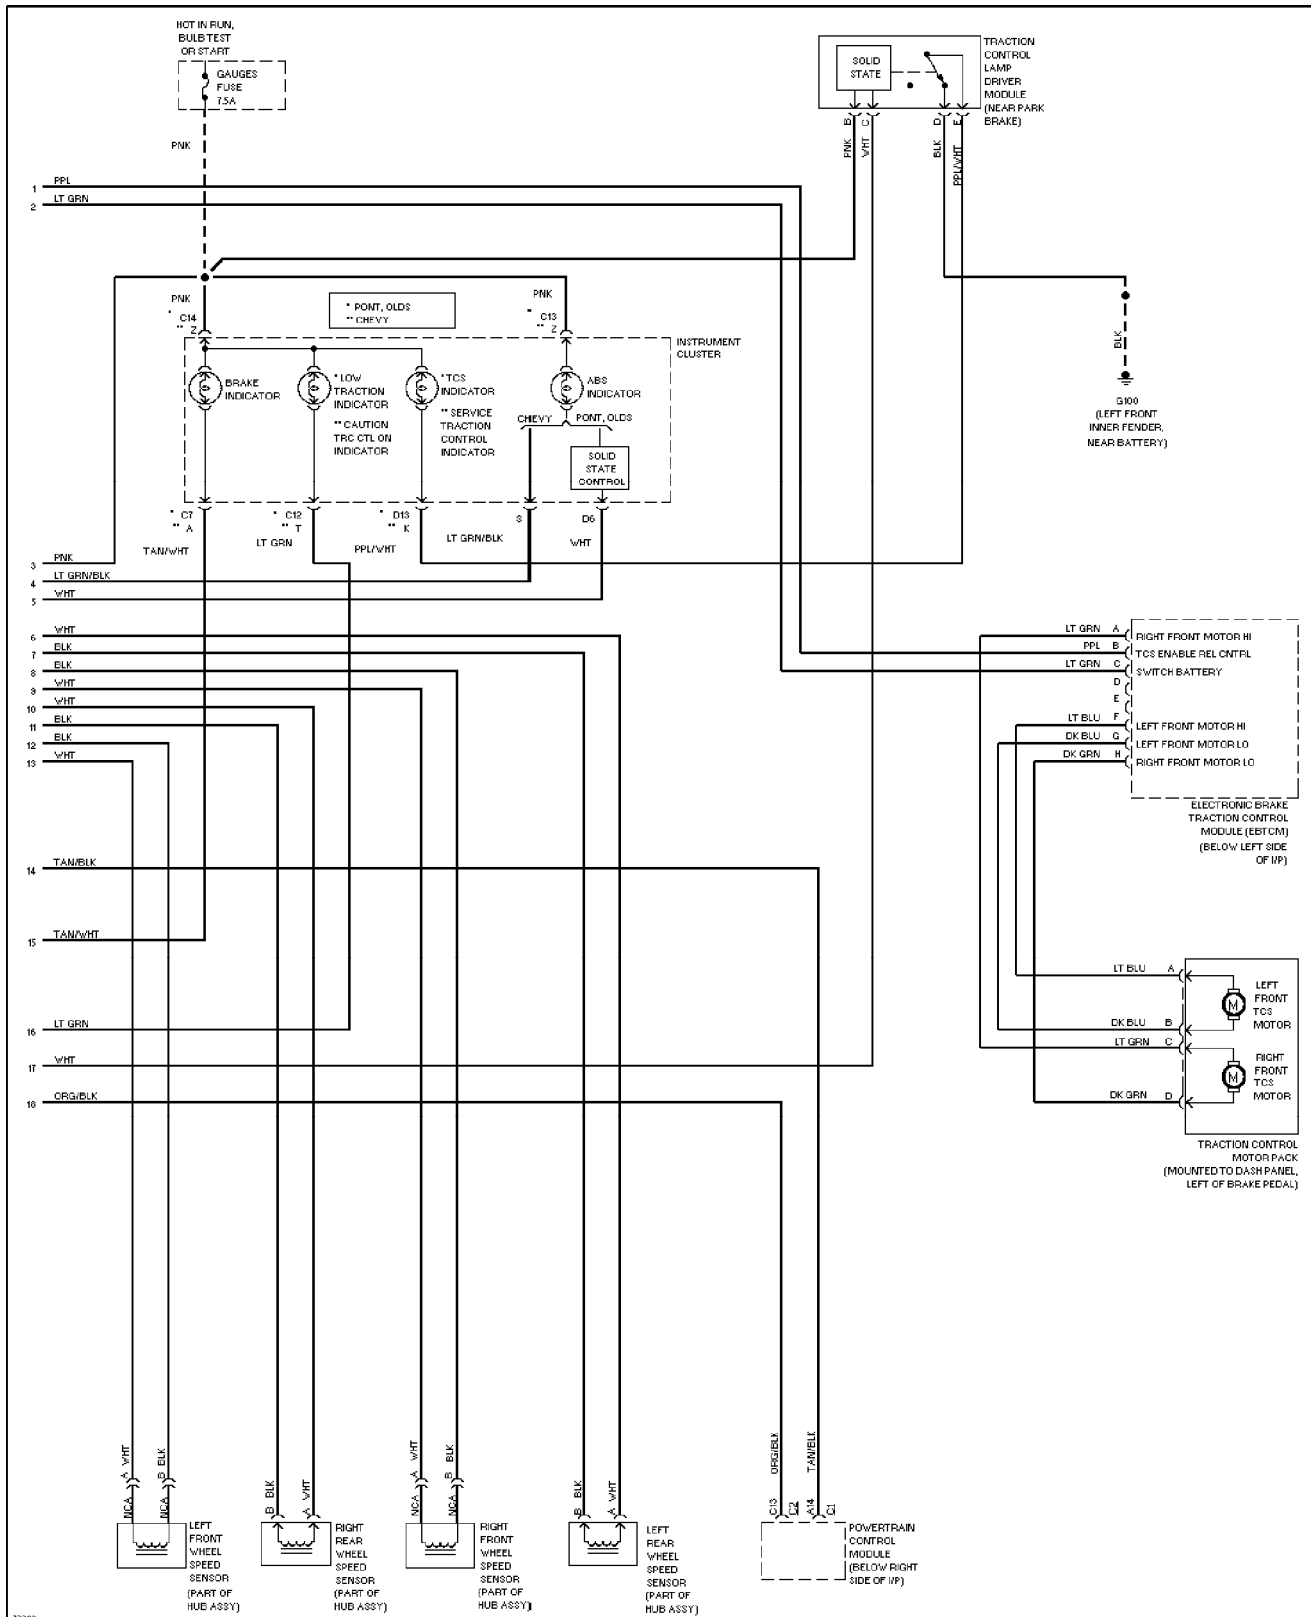 HOT IN RUN,
BULB TEST
OR START
GAUGES
FUSE
7.5A
PNK
SOLID
STATE
TRACTION
CONTROL
LAMP
DRIVER
MODULE
(NEAR PARK
BRAKE)
B
C
D
E
PNK
WHT
BLK
PPL/WHT
1 PPL
2 LT GRN
PNK
* C14
** Z
* PONT, OLDS
** CHEVY
PNK
* C13
** Z
INSTRUMENT
CLUSTER
BRAKE
INDICATOR
* LOW
TRACTION
INDICATOR
** CAUTION
TRC CTL ON
INDICATOR
* TCS
INDICATOR
** SERVICE
TRACTION
CONTROL
INDICATOR
ABS
INDICATOR
CHEVY
PONT, OLDS
SOLID
STATE
CONTROL
BLK
G100
(LEFT FRONT
INNER FENDER,
NEAR BATTERY)
* C7
** A
* C12
** T
* D13
** K
S
D6
TAN/WHT
LT GRN
PPL/WHT
LT GRN/BLK
WHT
3 PNK
4 LT GRN/BLK
5 WHT
6 WHT
7 BLK
8 BLK
9 WHT
10 WHT
11 BLK
12 BLK
13 WHT
LT GRN A RIGHT FRONT MOTOR HI
PPL B TCS ENABLE REL CNTRL
LT GRN C SWITCH BATTERY
D
E
LT BLU F LEFT FRONT MOTOR HI
DK BLU G LEFT FRONT MOTOR LO
DK GRN H RIGHT FRONT MOTOR LO
ELECTRONIC BRAKE
TRACTION CONTROL
MODULE (EBTCM)
(BELOW LEFT SIDE
OF I/P)
14 TAN/BLK
15 TAN/WHT
16 LT GRN
17 WHT
18 ORG/BLK
LT BLU A
DK BLU B
LT GRN C
DK GRN D
M
LEFT
FRONT
TCS
MOTOR
M
RIGHT
FRONT
TCS
MOTOR
TRACTION CONTROL
MOTOR PACK
(MOUNTED TO DASH PANEL,
LEFT OF BRAKE PEDAL)
A WHT
B BLK
NCA
NCA
LEFT
FRONT
WHEEL
SPEED
SENSOR
(PART OF
HUB ASSY)
B BLK
A WHT
RIGHT
REAR
WHEEL
SPEED
SENSOR
(PART OF
HUB ASSY)
A WHT
B BLK
NCA
NCA
RIGHT
FRONT
WHEEL
SPEED
SENSOR
(PART OF
HUB ASSY)
B BLK
A WHT
LEFT
REAR
WHEEL
SPEED
SENSOR
(PART OF
HUB ASSY)
ORG/BLK
TAN/BLK
C13
C2
A14
C1
POWERTRAIN
CONTROL
MODULE
(BELOW RIGHT
SIDE OF I/P)